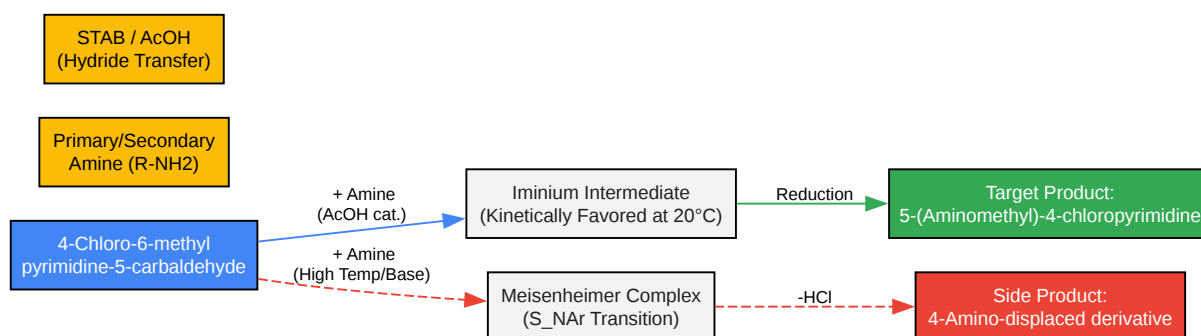 STAB / AcOH
(Hydride Transfer)
Primary/Secondary
Amine (R-NH2)
4-Chloro-6-methyl
pyrimidine-5-carbaldehyde
+ Amine
(AcOH cat.)
+ Amine
(High Temp/Base)
Iminium Intermediate
(Kinetically Favored at 20°C)
Meisenheimer Complex
(S_NAr Transition)
Reduction
-HCl
Target Product:
5-(Aminomethyl)-4-chloropyrimidine
Side Product:
4-Amino-displaced derivative